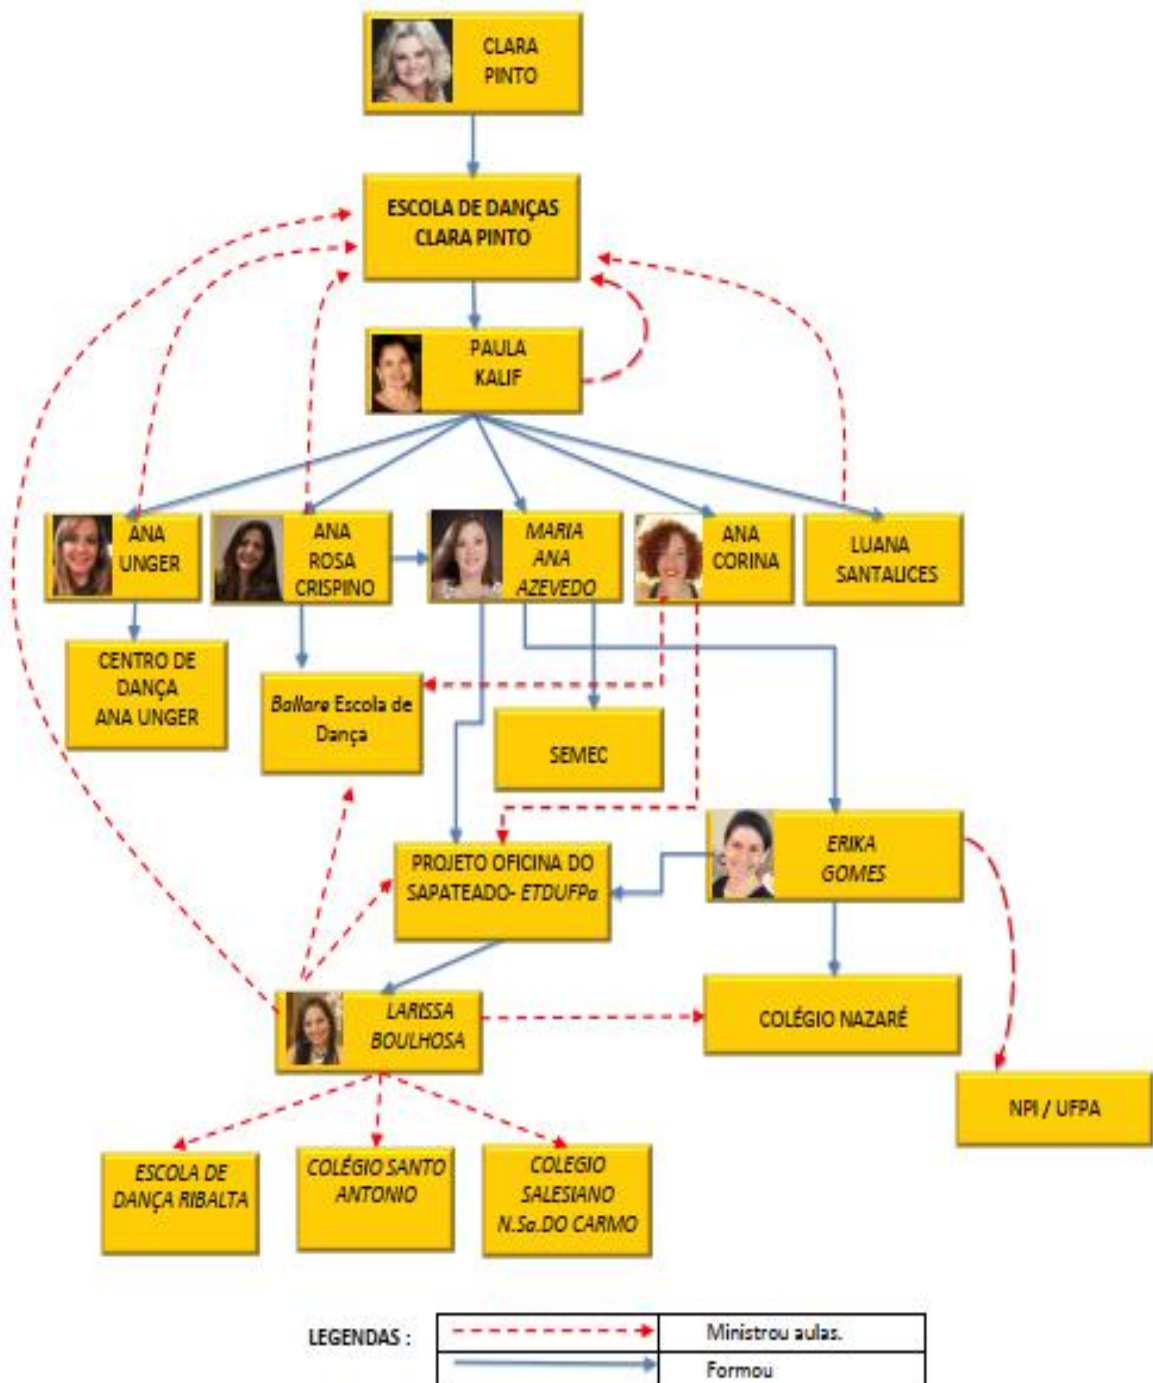 CLARA
PINTO
ESCOLA DE DANÇAS
CLARA PINTO
PAULA
KALIF
ANA
UNGER
ANA
ROSA
CRISPINO
MARIA
ANA
AZEVEDO
ANA
CORINA
LUANA
SANTALICES
CENTRO DE
DANÇA
ANA UNGER
Ballare Escola de
Dança
SEMEC
PROJETO OFICINA DO
SAPATEADO- ETDUFPa
ERIKA
GOMES
LARISSA
BOULHOSA
COLÉGIO NAZARÉ
NPI / UFPA
ESCOLA DE
DANÇA RIBALTA
COLÉGIO SANTO
ANTONIO
COLEGIO
SALESIANO
N.Sa.DO CARMO
LEGENDAS :
Ministrou aulas.
Formou